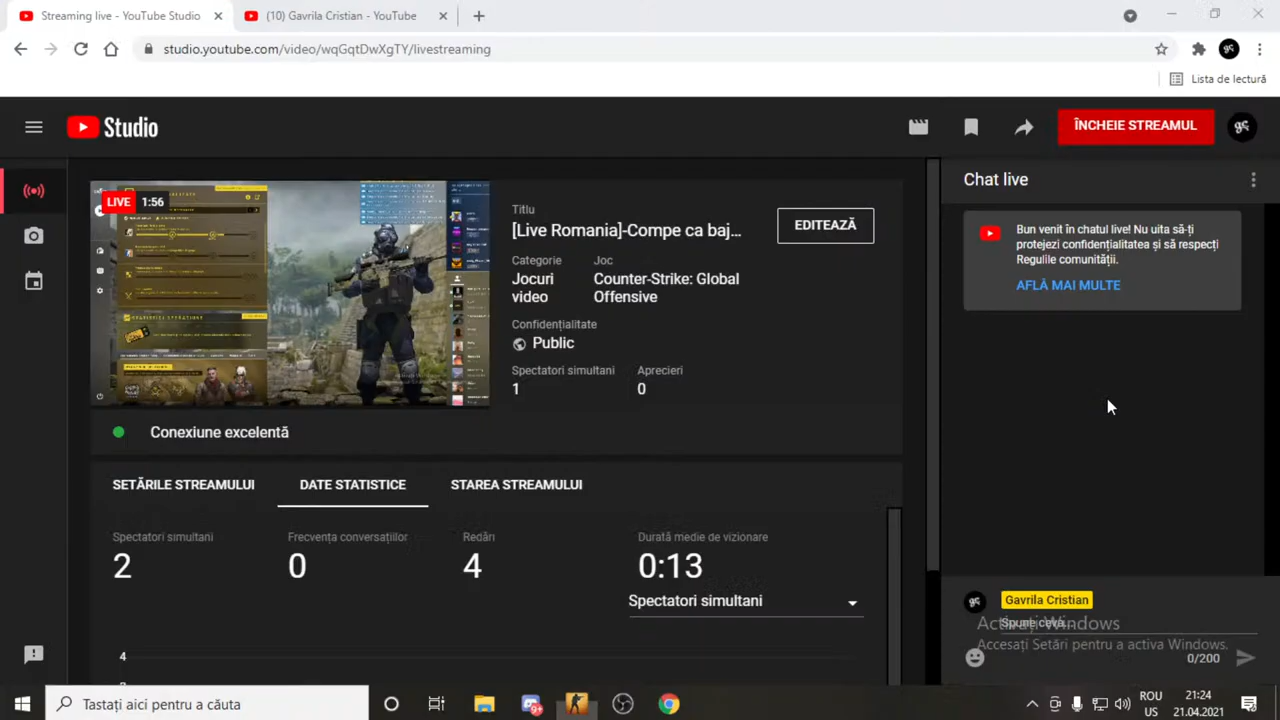 Streaming live - YouTube Studio
(10) Gavrila Cristian - YouTube
studio.youtube.com/video/wqGqtDwXgTY/livestreaming
Lista de lectură
Studio
ÎNCHEIE STREAMUL
Chat live
LIVE 1:56
Titlu
[Live Romania]-Compe ca baj...
EDITEAZĂ
Categorie Joc
Jocuri video
Counter-Strike: Global Offensive
Confidențialitate
Public
Spectatori simultani Aprecieri
1 0
Conexiune excelentă
Bun venit în chatul live! Nu uita să-ți
protejezi confidențialitatea și să respecți
Regulile comunității.
AFLĂ MAI MULTE
SETĂRILE STREAMULUI DATE STATISTICE STAREA STREAMULUI
Spectatori simultani Frecvența conversațiilor Redări Durată medie de vizionare
2 0 4 0:13
Spectatori simultani
4
Gavrila Cristian
Spune ceva...
Activați Windows
Accesați Setări pentru a activa Windows.
0/200
Tastați aici pentru a căuta
ROU
US
21:24
21.04.2021